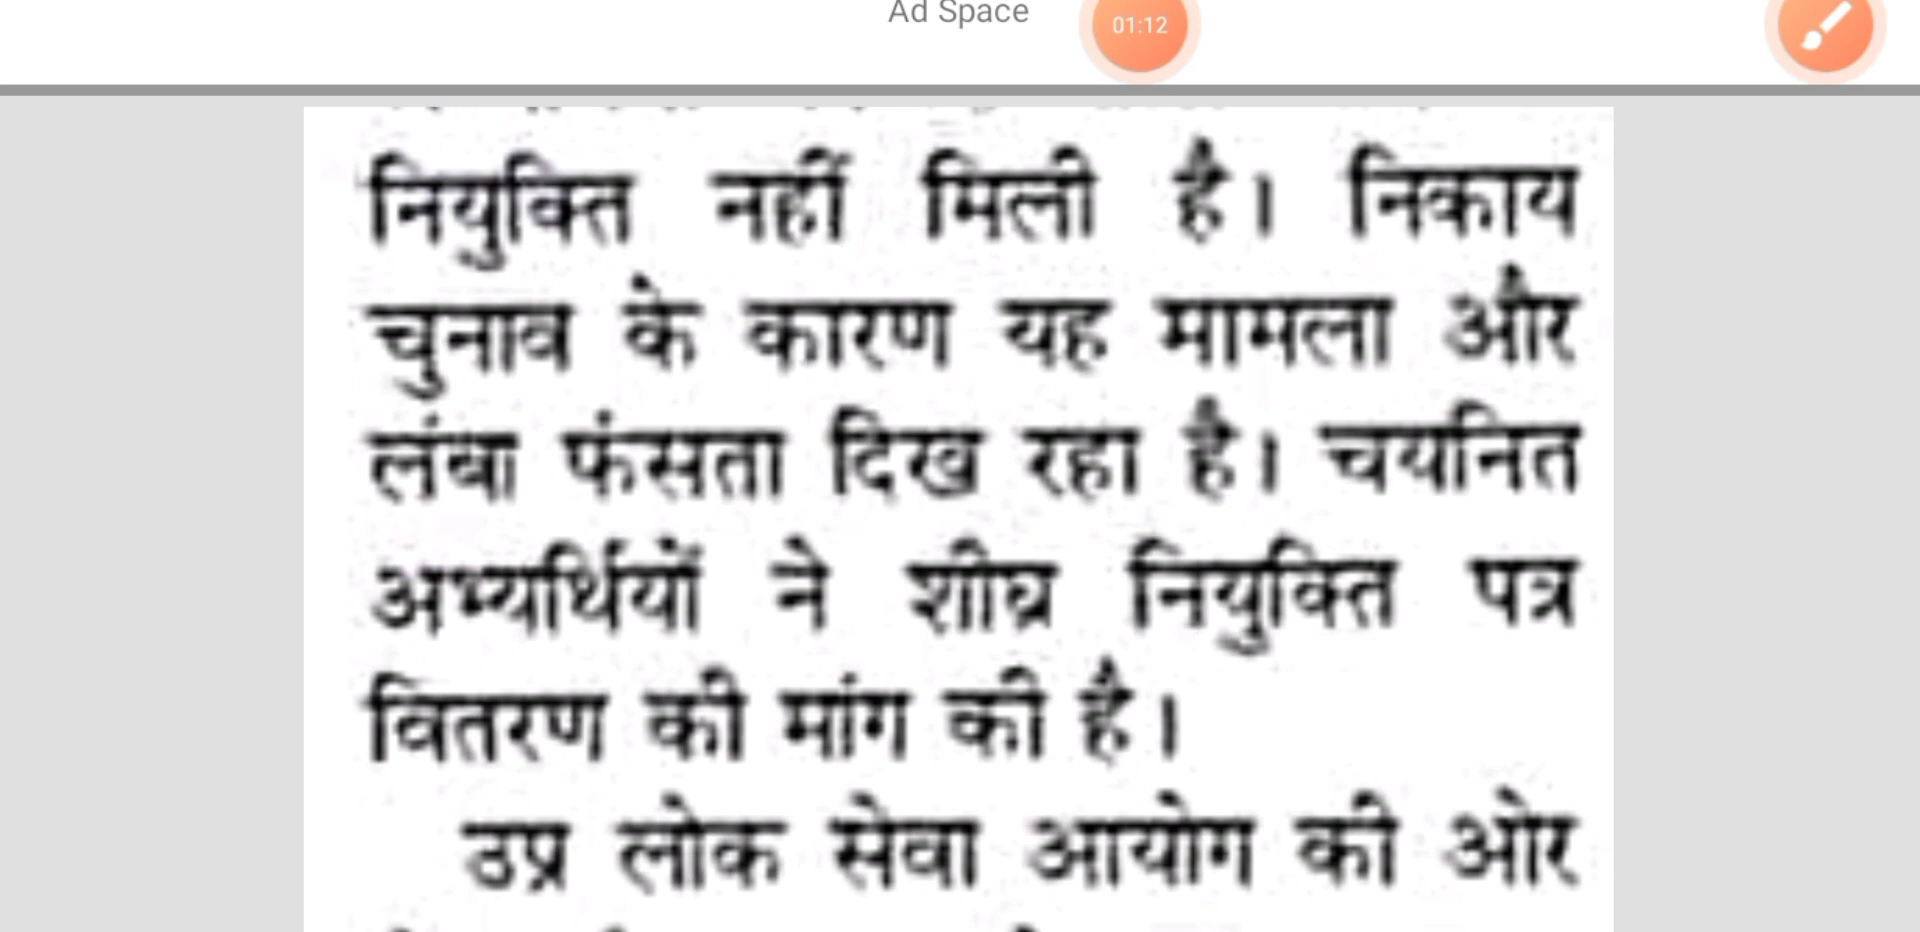 Ad Space
01:12
नियुक्ति नहीं मिली है। निकाय
चुनाव के कारण यह मामला और
लंबा फंसता दिख रहा है। चयनित
अभ्यर्थियों ने शीघ्र नियुक्ति पत्र
वितरण की मांग की है।
उप्र लोक सेवा आयोग की ओर